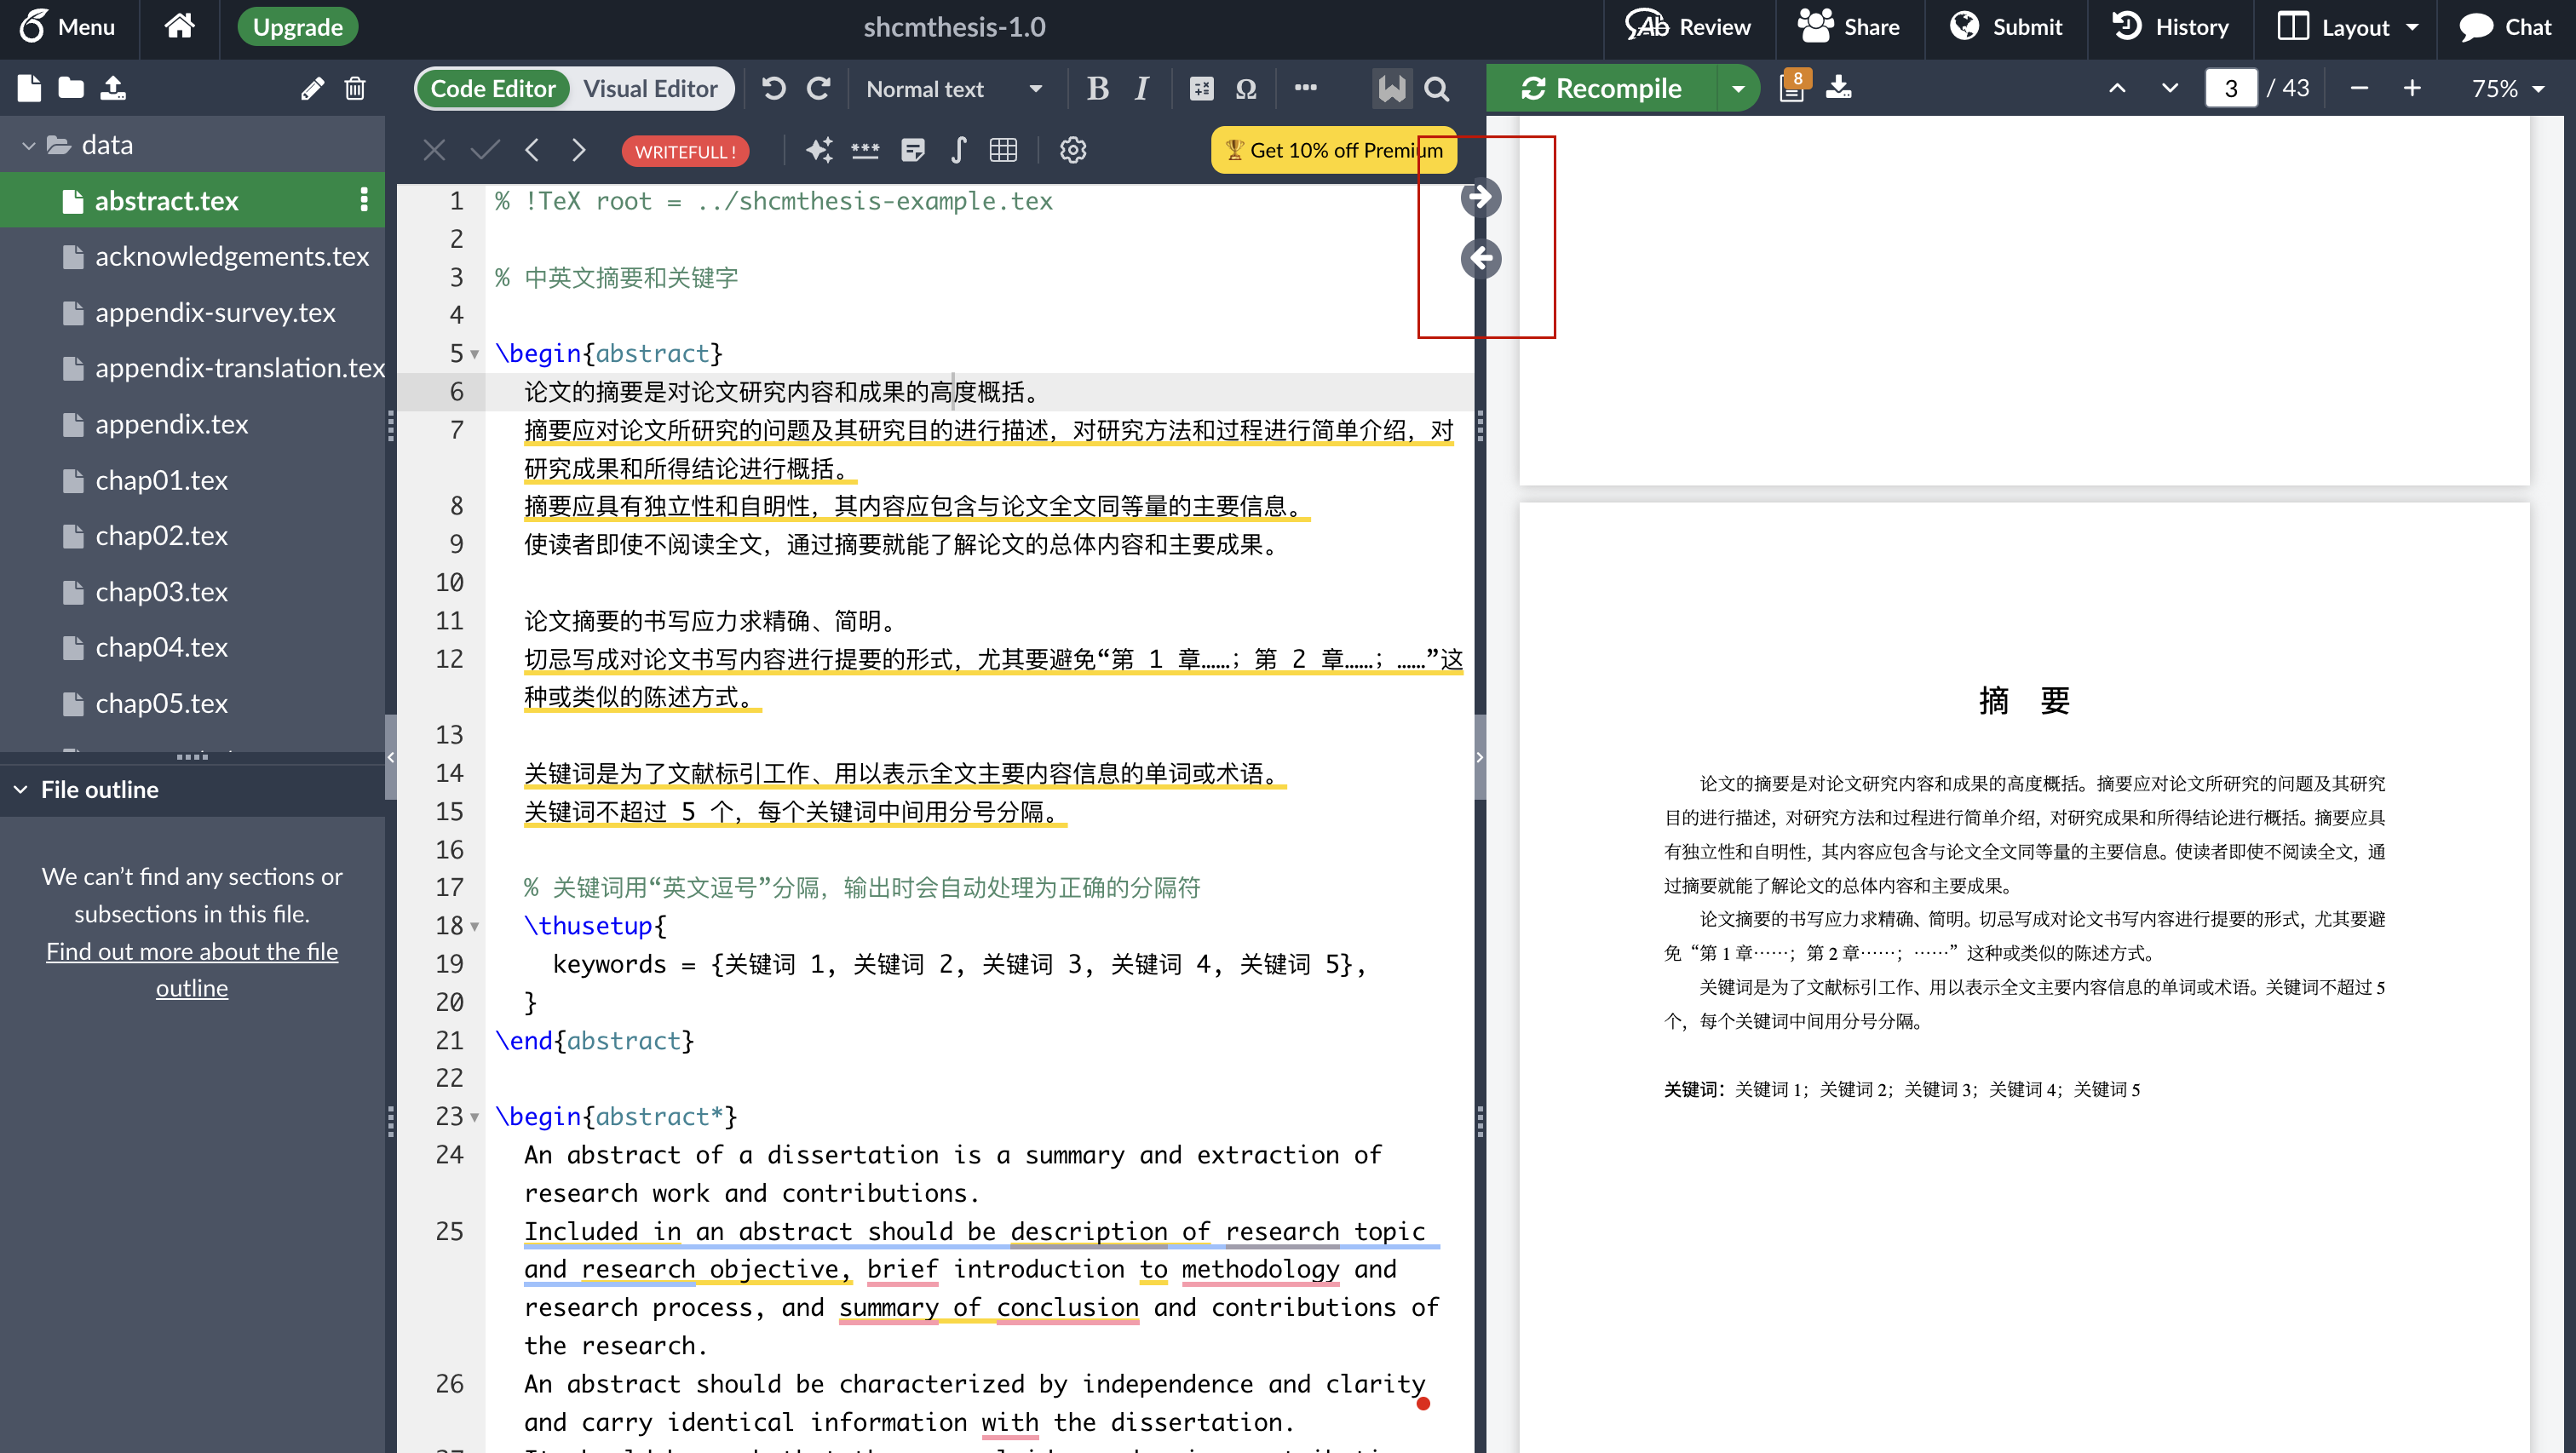 Menu
Upgrade
shcmthesis-1.0
Review
Share
Submit
History
Layout
Chat
Code Editor
Visual Editor
Normal text
B
I
Ω
Recompile
8
3 / 43
75%
WRITEFULL !
Get 10% off Premium
data
abstract.tex
acknowledgements.tex
appendix-survey.tex
appendix-translation.tex
appendix.tex
chap01.tex
chap02.tex
chap03.tex
chap04.tex
chap05.tex
File outline
We can't find any sections or
subsections in this file.
Find out more about the file
outline
1 % !TeX root = ../shcmthesis-example.tex
2
3 % 中英文摘要和关键字
4
5 \begin{abstract}
6 论文的摘要是对论文研究内容和成果的高度概括。
7 摘要应对论文所研究的问题及其研究目的进行描述，对研究方法和过程进行简单介绍，对
研究成果和所得结论进行概括。
8 摘要应具有独立性和自明性，其内容应包含与论文全文同等量的主要信息。
9 使读者即使不阅读全文，通过摘要就能了解论文的总体内容和主要成果。
10
11 论文摘要的书写应力求精确、简明。
12 切忌写成对论文书写内容进行提要的形式，尤其要避免“第 1 章……；第 2 章……；……”这
种或类似的陈述方式。
13
14 关键词是为了文献标引工作、用以表示全文主要内容信息的单词或术语。
15 关键词不超过 5 个，每个关键词中间用分号分隔。
16
17 % 关键词用“英文逗号”分隔，输出时会自动处理为正确的分隔符
18 \thusetup{
19 keywords = {关键词 1, 关键词 2, 关键词 3, 关键词 4, 关键词 5},
20 }
21 \end{abstract}
22
23 \begin{abstract*}
24 An abstract of a dissertation is a summary and extraction of
research work and contributions.
25 Included in an abstract should be description of research topic
and research objective, brief introduction to methodology and
research process, and summary of conclusion and contributions of
the research.
26 An abstract should be characterized by independence and clarity
and carry identical information with the dissertation.
摘 要
论文的摘要是对论文研究内容和成果的高度概括。摘要应对论文所研究的问题及其研究
目的进行描述，对研究方法和过程进行简单介绍，对研究成果和所得结论进行概括。摘要应具
有独立性和自明性，其内容应包含与论文全文同等量的主要信息。使读者即使不阅读全文，通
过摘要就能了解论文的总体内容和主要成果。
论文摘要的书写应力求精确、简明。切忌写成对论文书写内容进行提要的形式，尤其要避
免“第 1 章……；第 2 章……；……”这种或类似的陈述方式。
关键词是为了文献标引工作、用以表示全文主要内容信息的单词或术语。关键词不超过 5
个，每个关键词中间用分号分隔。
关键词：关键词 1；关键词 2；关键词 3；关键词 4；关键词 5